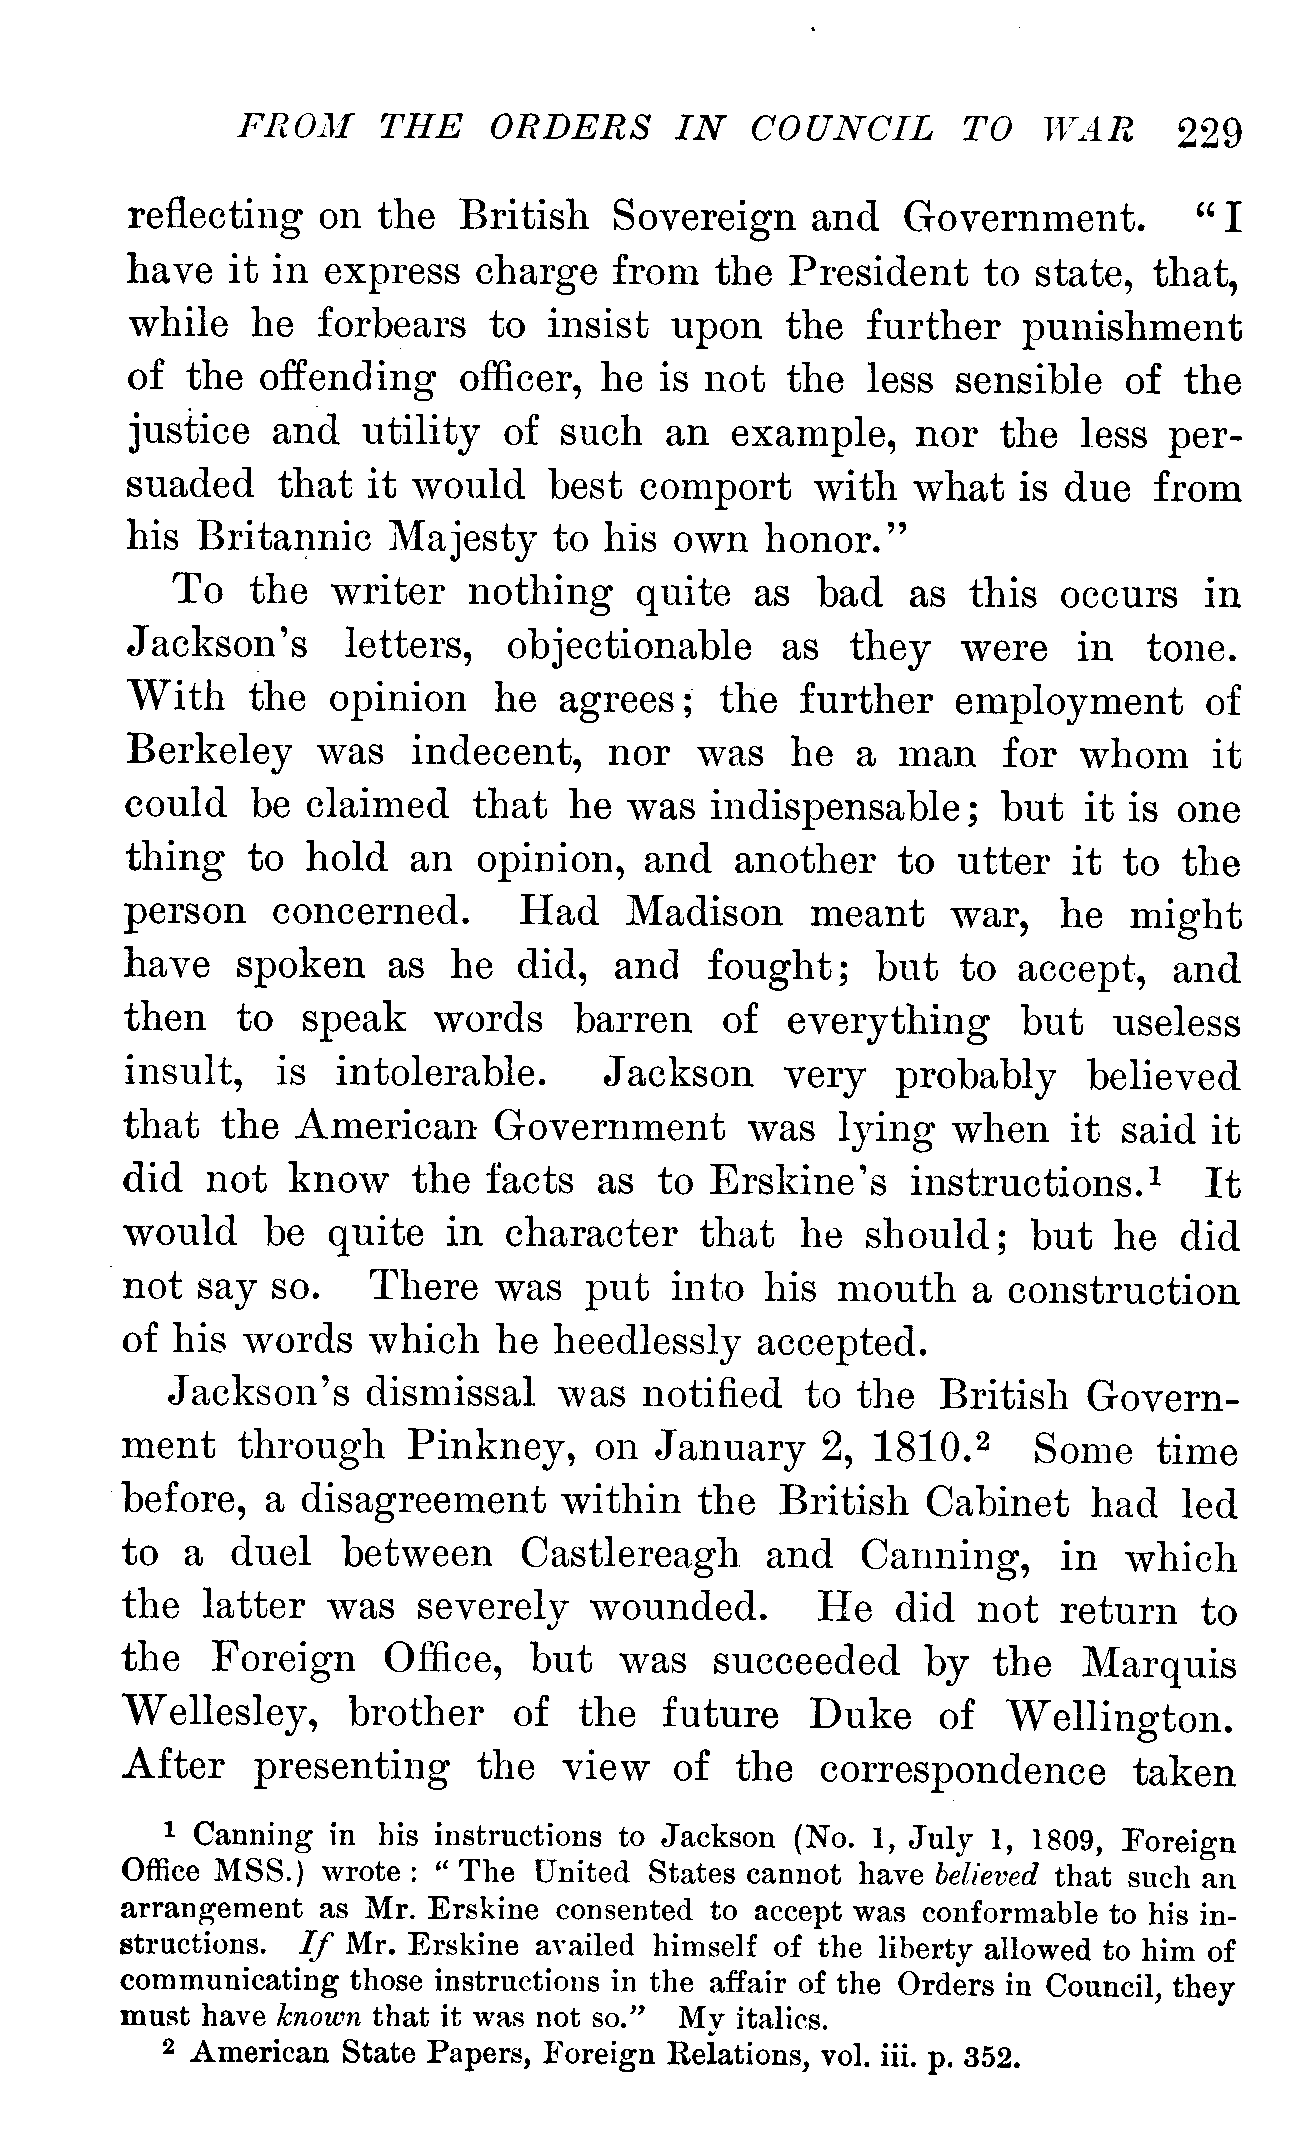 FROM THE ORDERS IN COUNCIL TO WAR 229
reflecting on the British Sovereign and Government. “I
have it in express charge from the President to state, that,
while he forbears to insist upon the further punishment
of the offending officer, he is not the less sensible of the
justice and utility of such an example, nor the less per-
suaded that it would best comport with what is due from
his Britannic Majesty to his own honor.”
To the writer nothing quite as bad as this occurs in
Jackson’s letters, objectionable as they were in tone.
With the opinion he agrees; the further employment of
Berkeley was indecent, nor was he a man for whom it
could be claimed that he was indispensable; but it is one
thing to hold an opinion, and another to utter it to the
person concerned. Had Madison meant war, he might
have spoken as he did, and fought; but to accept, and
then to speak words barren of everything but useless
insult, is intolerable. Jackson very probably believed
that the American Government was lying when it said it
did not know the facts as to Erskine’s instructions.¹ It
would be quite in character that he should; but he did
not say so. There was put into his mouth a construction
of his words which he heedlessly accepted.
Jackson’s dismissal was notified to the British Govern-
ment through Pinkney, on January 2, 1810.² Some time
before, a disagreement within the British Cabinet had led
to a duel between Castlereagh and Canning, in which
the latter was severely wounded. He did not return to
the Foreign Office, but was succeeded by the Marquis
Wellesley, brother of the future Duke of Wellington.
After presenting the view of the correspondence taken
¹ Canning in his instructions to Jackson (No. 1, July 1, 1809, Foreign
Office MSS.) wrote: “The United States cannot have believed that such an
arrangement as Mr. Erskine consented to accept was conformable to his in-
structions. If Mr. Erskine availed himself of the liberty allowed to him of
communicating those instructions in the affair of the Orders in Council, they
must have known that it was not so.” My italics.
² American State Papers, Foreign Relations, vol. iii. p. 352.